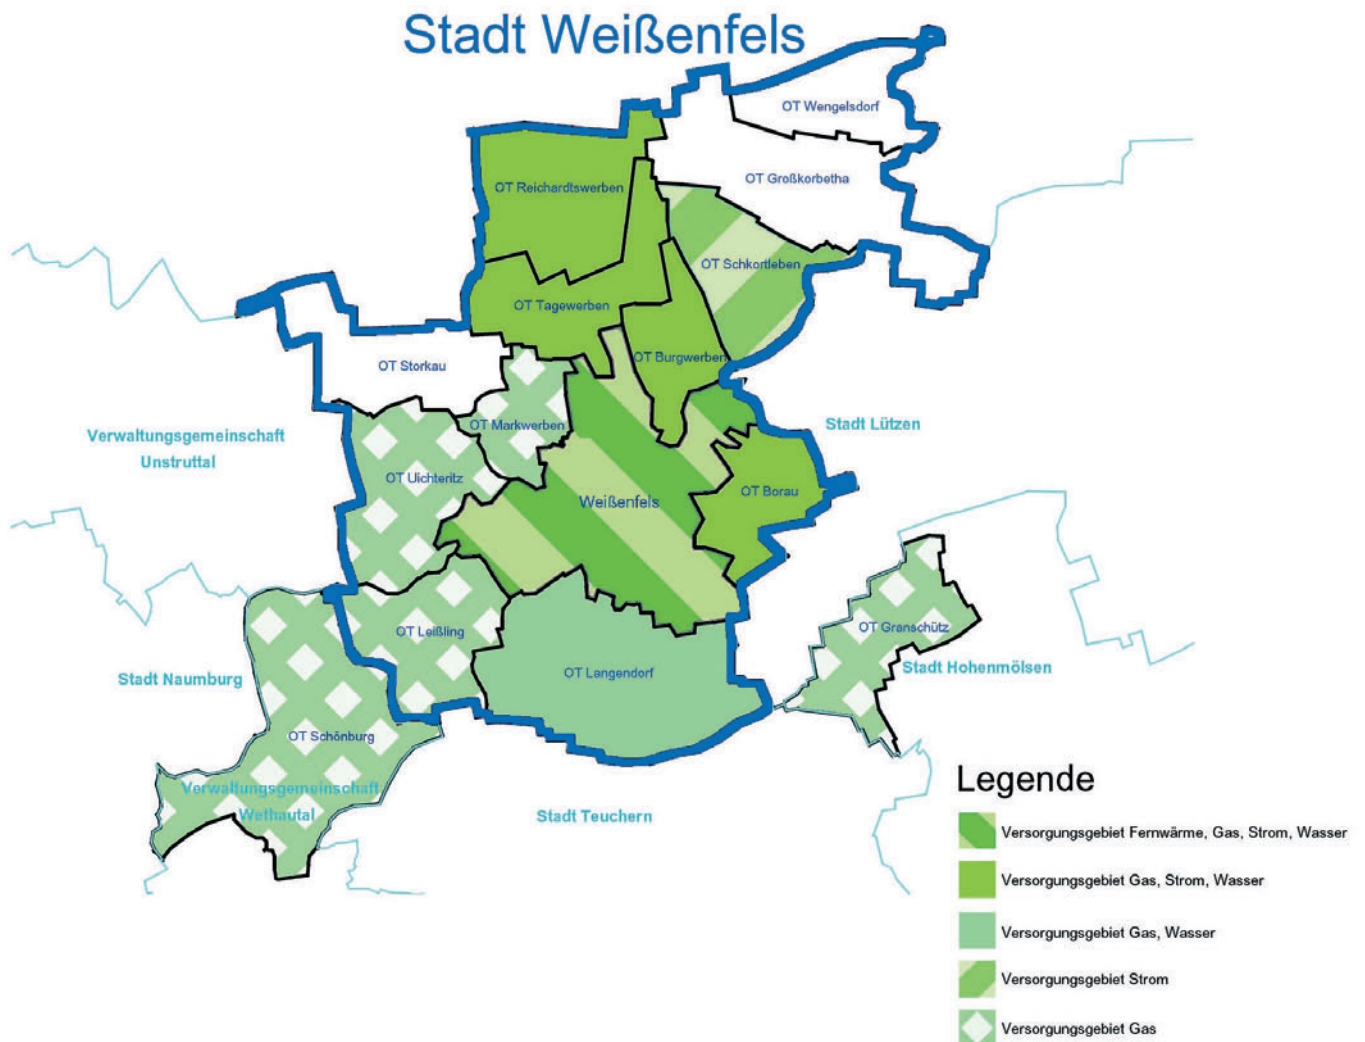 Stadt Weißenfels
OT Wengelsdorf
OT Großkorbetha
OT Reichardtswerben
OT Schkortleben
OT Tagewerben
OT Burgwerben
OT Storkau
OT Markwerben
Stadt Lützen
Verwaltungsgemeinschaft
Unstruttal
OT Uichteritz
OT Borau
Weißenfels
OT Granschütz
OT Leißling
Stadt Hohenmölsen
OT Langendorf
Stadt Naumburg
OT Schönburg
Verwaltungsgemeinschaft
Wethautal
Stadt Teuchern
Legende
Versorgungsgebiet Fernwärme, Gas, Strom, Wasser
Versorgungsgebiet Gas, Strom, Wasser
Versorgungsgebiet Gas, Wasser
Versorgungsgebiet Strom
Versorgungsgebiet Gas